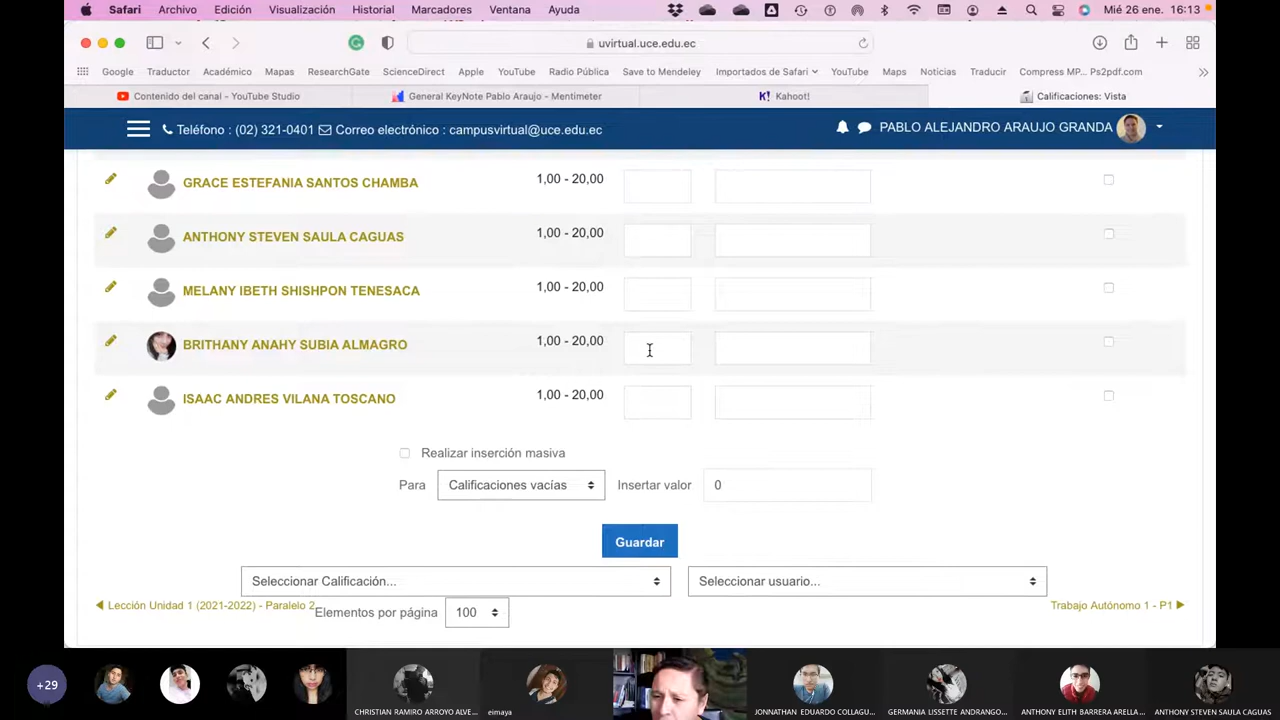 Safari Archivo Edición Visualización Historial Marcadores Ventana Ayuda Mié 26 ene. 16:13
uvirtual.uce.edu.ec
Google Traductor Académico Mapas ResearchGate ScienceDirect Apple YouTube Radio Pública Save to Mendeley Importados de Safari YouTube Maps Noticias Traducir Compress MP... Ps2pdf.com
Contenido del canal - YouTube Studio General KeyNote Pablo Araujo - Mentimeter K! Kahoot! Calificaciones: Vista
Teléfono : (02) 321-0401 Correo electrónico : campusvirtual@uce.edu.ec PABLO ALEJANDRO ARAUJO GRANDA
GRACE ESTEFANIA SANTOS CHAMBA 1,00 - 20,00
ANTHONY STEVEN SAULA CAGUAS 1,00 - 20,00
MELANY IBETH SHISHPON TENESACA 1,00 - 20,00
BRITHANY ANAHY SUBIA ALMAGRO 1,00 - 20,00
ISAAC ANDRES VILANA TOSCANO 1,00 - 20,00
Realizar inserción masiva
Para Calificaciones vacías Insertar valor 0
Guardar
Seleccionar Calificación... Seleccionar usuario...
Lección Unidad 1 (2021-2022) - Paralelo 2 Trabajo Autónomo 1 - P1
Elementos por página 100
+29
CHRISTIAN RAMIRO ARROYO ALVE... eimaya JONNATHAN EDUARDO COLLAGU... GERMANIA LISSETTE ANDRANGO... ANTHONY ELITH BARRERA ARELLA... ANTHONY STEVEN SAULA CAGUAS